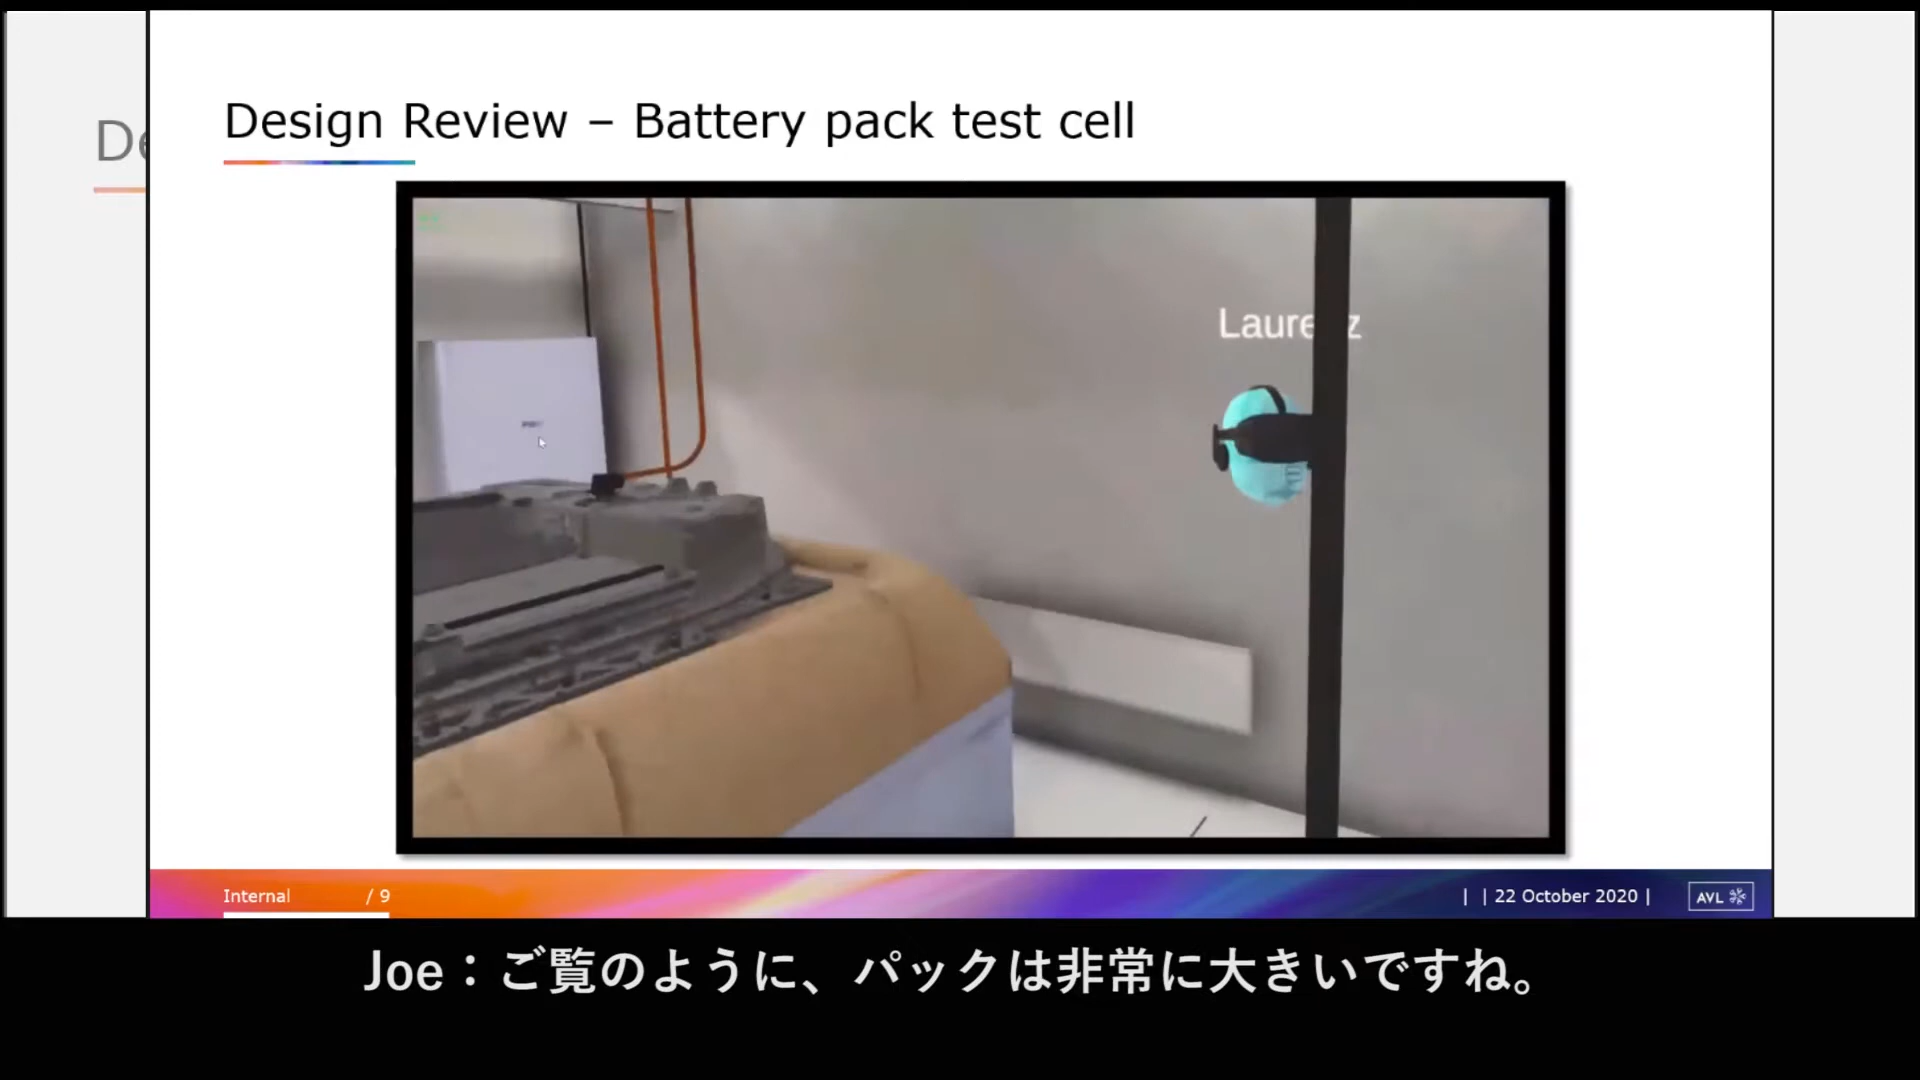 De
Design Review – Battery pack test cell
Internal / 9
| | 22 October 2020 |
AVL
Joe：ご覧のように、パックは非常に大きいですね。